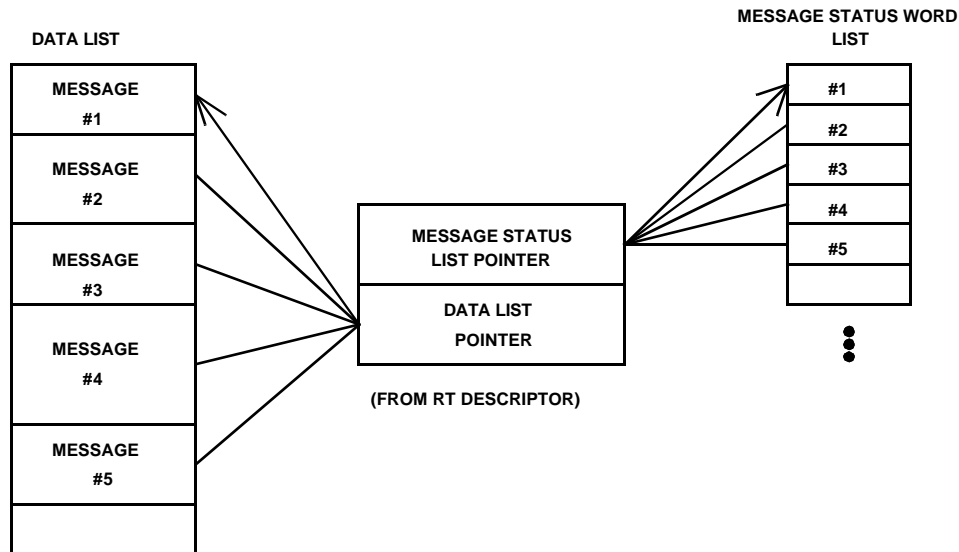 DATA LIST
MESSAGE
#1
MESSAGE
#2
MESSAGE
#3
MESSAGE
#4
MESSAGE
#5
MESSAGE STATUS
LIST POINTER
DATA LIST
POINTER
(FROM RT DESCRIPTOR)
MESSAGE STATUS WORD
LIST
#1
#2
#3
#4
#5